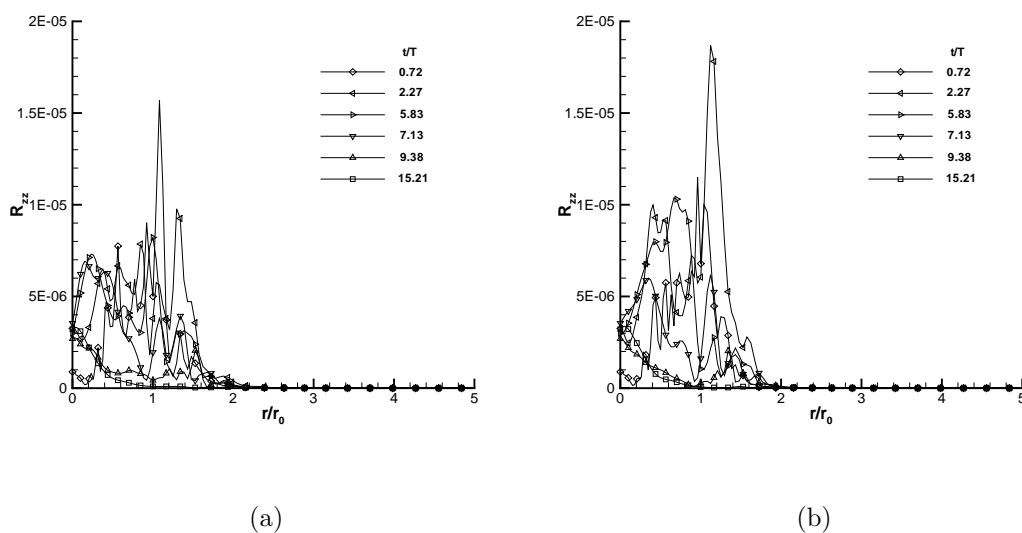 2E-05
1.5E-05
1E-05
5E-06
0
R_zz
0 1 2 3 4 5
r/r_0
t/T
0.72
2.27
5.83
7.13
9.38
15.21
(a)
2E-05
1.5E-05
1E-05
5E-06
0
R_zz
0 1 2 3 4 5
r/r_0
t/T
0.72
2.27
5.83
7.13
9.38
15.21
(b)